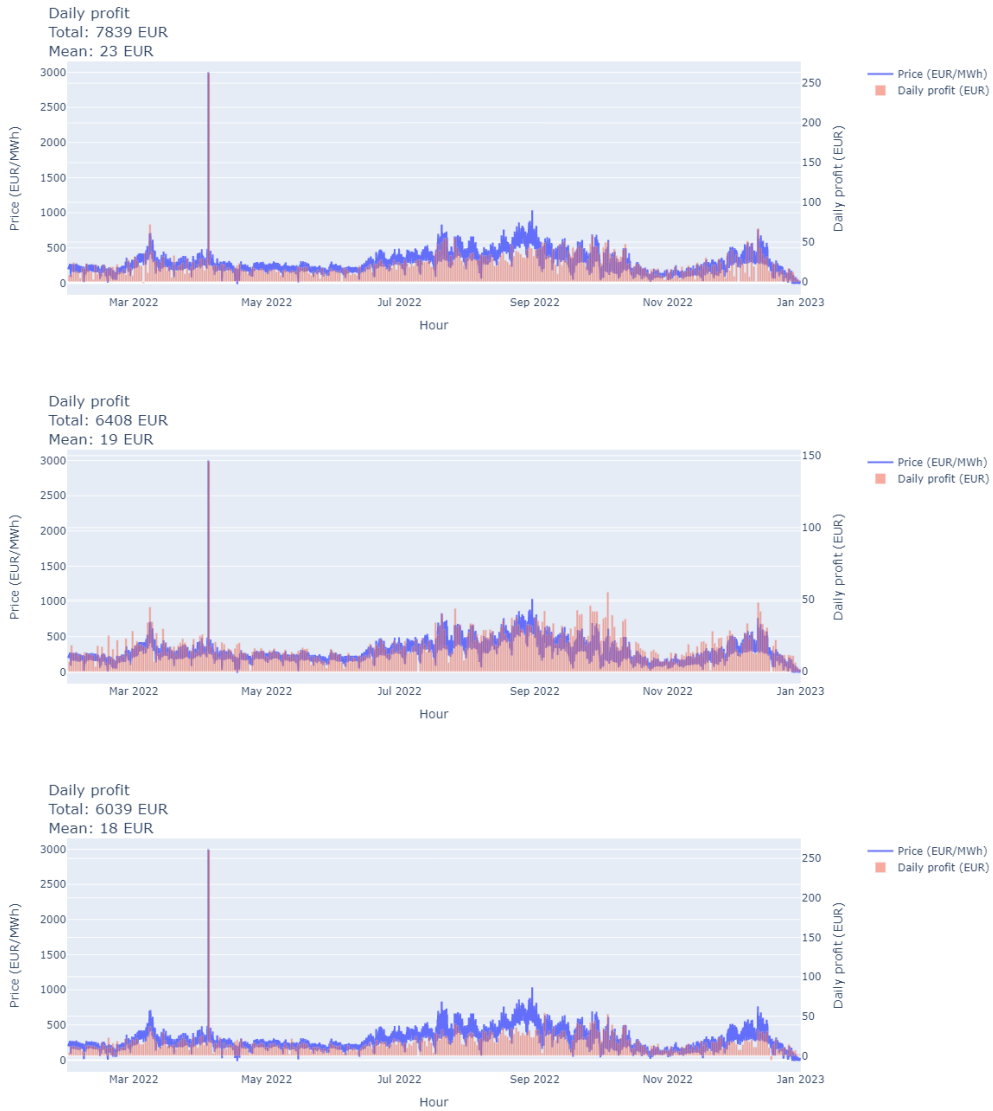 Daily profit
Total: 7839 EUR
Mean: 23 EUR
3000
2500
2000
1500
1000
500
0
Price (EUR/MWh)
250
200
150
100
50
0
Daily profit (EUR)
Price (EUR/MWh)
Daily profit (EUR)
Mar 2022 May 2022 Jul 2022 Sep 2022 Nov 2022 Jan 2023
Hour
Daily profit
Total: 6408 EUR
Mean: 19 EUR
3000
2500
2000
1500
1000
500
0
Price (EUR/MWh)
150
100
50
0
Daily profit (EUR)
Price (EUR/MWh)
Daily profit (EUR)
Mar 2022 May 2022 Jul 2022 Sep 2022 Nov 2022 Jan 2023
Hour
Daily profit
Total: 6039 EUR
Mean: 18 EUR
3000
2500
2000
1500
1000
500
0
Price (EUR/MWh)
250
200
150
100
50
0
Daily profit (EUR)
Price (EUR/MWh)
Daily profit (EUR)
Mar 2022 May 2022 Jul 2022 Sep 2022 Nov 2022 Jan 2023
Hour